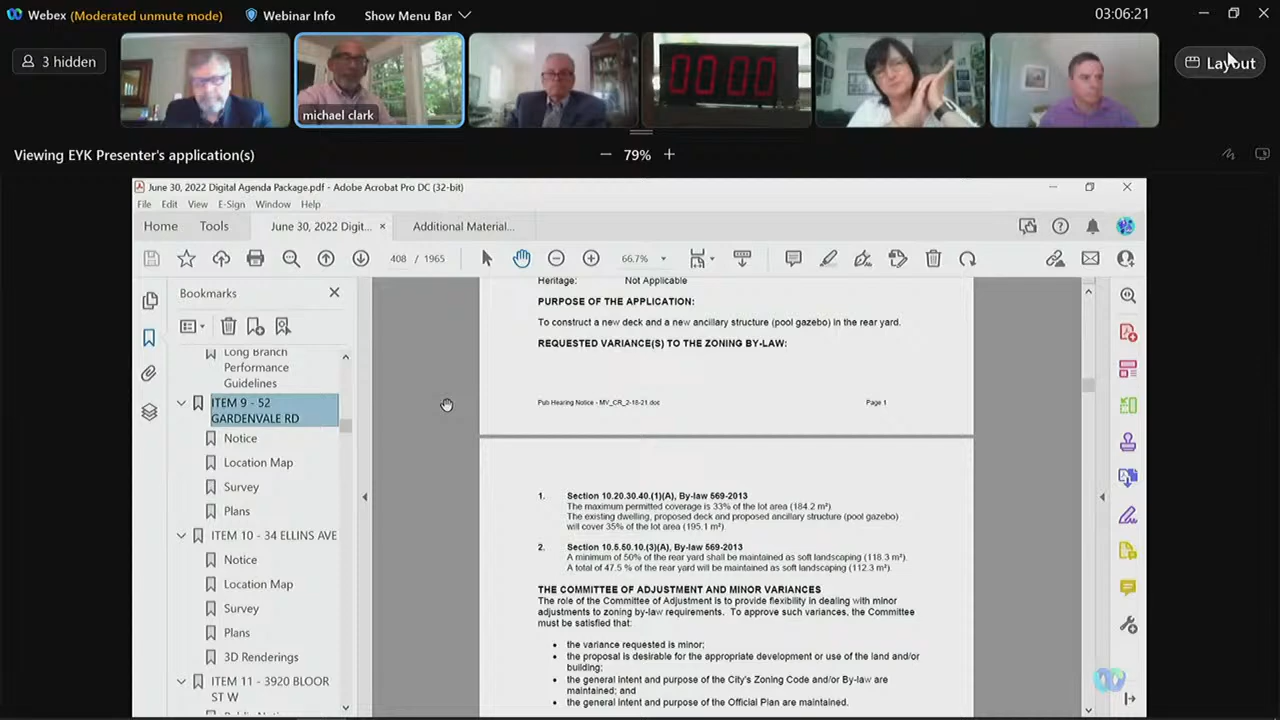 Webex (Moderated unmute mode) Webinar Info Show Menu Bar 03:06:21
3 hidden
Layout
michael clark
00:00
Viewing EYK Presenter's application(s) 79%
June 30, 2022 Digital Agenda Package.pdf - Adobe Acrobat Pro DC (32-bit)
File Edit View E-Sign Window Help
Home Tools June 30, 2022 Digit... × Additional Material...
408 / 1965 66.7%
Bookmarks
Long Branch
Performance
Guidelines
ITEM 9 - 52
GARDENVALE RD
Notice
Location Map
Survey
Plans
ITEM 10 - 34 ELLINS AVE
Notice
Location Map
Survey
Plans
3D Renderings
ITEM 11 - 3920 BLOOR
ST W
Heritage: Not Applicable
PURPOSE OF THE APPLICATION:
To construct a new deck and a new ancillary structure (pool gazebo) in the rear yard.
REQUESTED VARIANCE(S) TO THE ZONING BY-LAW:
Pub Hearing Notice - MV_CR_2-18-21.doc Page 1
1. Section 10.20.30.40.(1)(A), By-law 569-2013
The maximum permitted coverage is 33% of the lot area (184.2 m²).
The existing dwelling, proposed deck and proposed ancillary structure (pool gazebo)
will cover 35% of the lot area (195.1 m²).
2. Section 10.5.50.10.(3)(A), By-law 569-2013
A minimum of 50% of the rear yard shall be maintained as soft landscaping (118.3 m²).
A total of 47.5 % of the rear yard will be maintained as soft landscaping (112.3 m²).
THE COMMITTEE OF ADJUSTMENT AND MINOR VARIANCES
The role of the Committee of Adjustment is to provide flexibility in dealing with minor
adjustments to zoning by-law requirements. To approve such variances, the Committee
must be satisfied that:
• the variance requested is minor;
• the proposal is desirable for the appropriate development or use of the land and/or
building;
• the general intent and purpose of the City's Zoning Code and/or By-law are
maintained; and
• the general intent and purpose of the Official Plan are maintained.